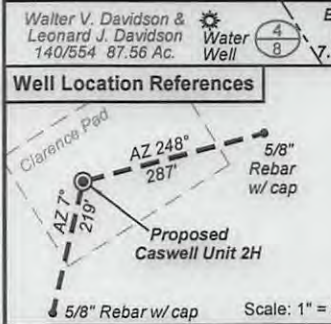 Walter V. Davidson &
Leonard J. Davidson
140/554 87.56 Ac.
Water
Well
4
8
7.
Well Location References
Clarence Pad
AZ 248°
287'
5/8"
Rebar
w/ cap
AZ 7°
219'
Proposed
Caswell Unit 2H
5/8" Rebar w/ cap
Scale: 1" =